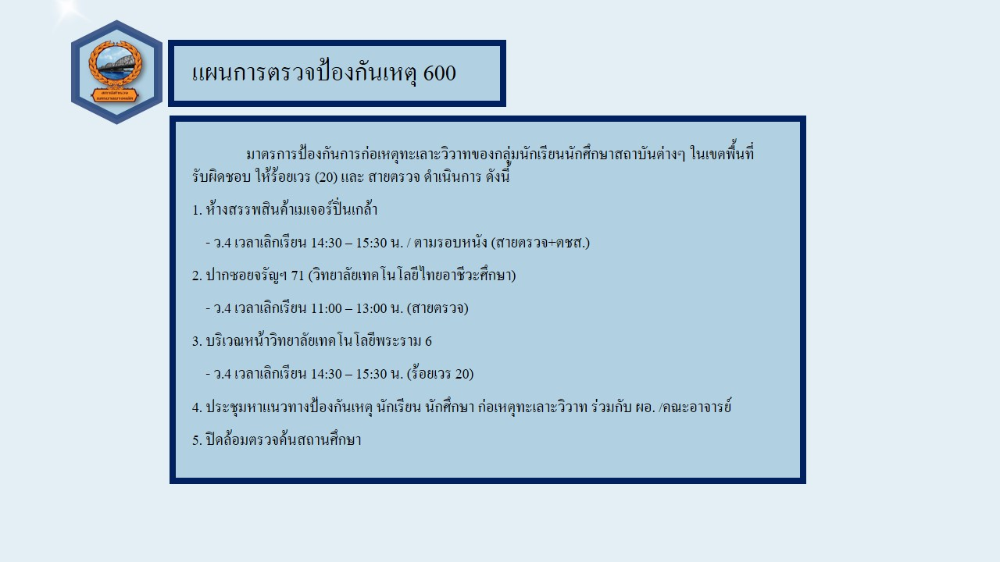 แผนการตรวจป้องกันเหตุ 600
มาตรการป้องกันการก่อเหตุทะเลาะวิวาทของกลุ่มนักเรียนนักศึกษาสถาบันต่างๆ ในเขตพื้นที่
รับผิดชอบ ให้ร้อยเวร (20) และ สายตรวจ ดำเนินการ ดังนี้
1. ห้างสรรพสินค้าเมเจอร์ปิ่นเกล้า
- ว.4 เวลาเลิกเรียน 14:30 – 15:30 น. / ตามรอบหนัง (สายตรวจ+ตชส.)
2. ปากซอยจรัญฯ 71 (วิทยาลัยเทคโนโลยีไทยอาชีวะศึกษา)
- ว.4 เวลาเลิกเรียน 11:00 – 13:00 น. (สายตรวจ)
3. บริเวณหน้าวิทยาลัยเทคโนโลยีพระราม 6
- ว.4 เวลาเลิกเรียน 14:30 – 15:30 น. (ร้อยเวร 20)
4. ประชุมหาแนวทางป้องกันเหตุ นักเรียน นักศึกษา ก่อเหตุทะเลาะวิวาท ร่วมกับ ผอ. /คณะอาจารย์
5. ปิดล้อมตรวจค้นสถานศึกษา